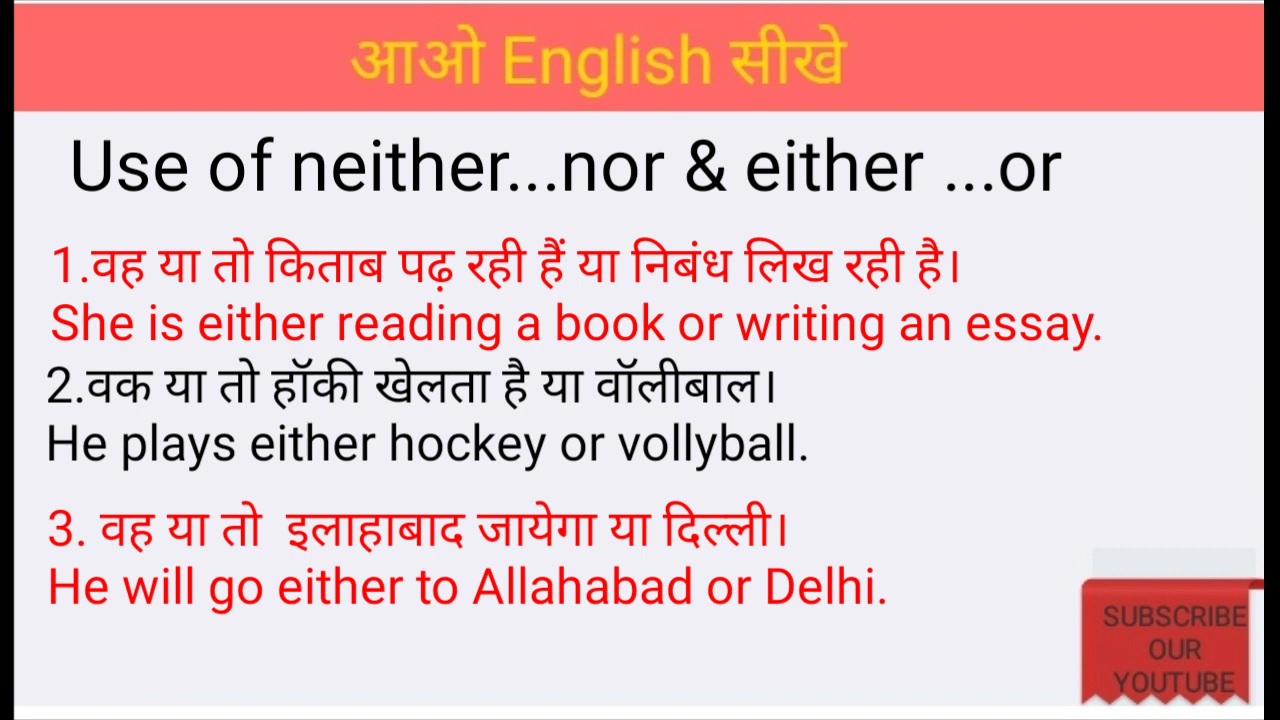 आओ English सीखे
Use of neither...nor & either ...or
1.वह या तो किताब पढ़ रही हैं या निबंध लिख रही है।
She is either reading a book or writing an essay.
2.वक या तो हॉकी खेलता है या वॉलीबाल।
He plays either hockey or vollyball.
3. वह या तो इलाहाबाद जायेगा या दिल्ली।
He will go either to Allahabad or Delhi.
SUBSCRIBE
OUR
YOUTUBE